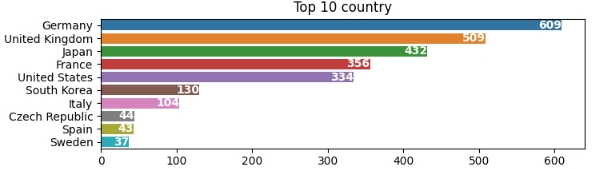 Top 10 country
Germany 609
United Kingdom 509
Japan 432
France 356
United States 334
South Korea 130
Italy 104
Czech Republic 44
Spain 43
Sweden 37
0 100 200 300 400 500 600